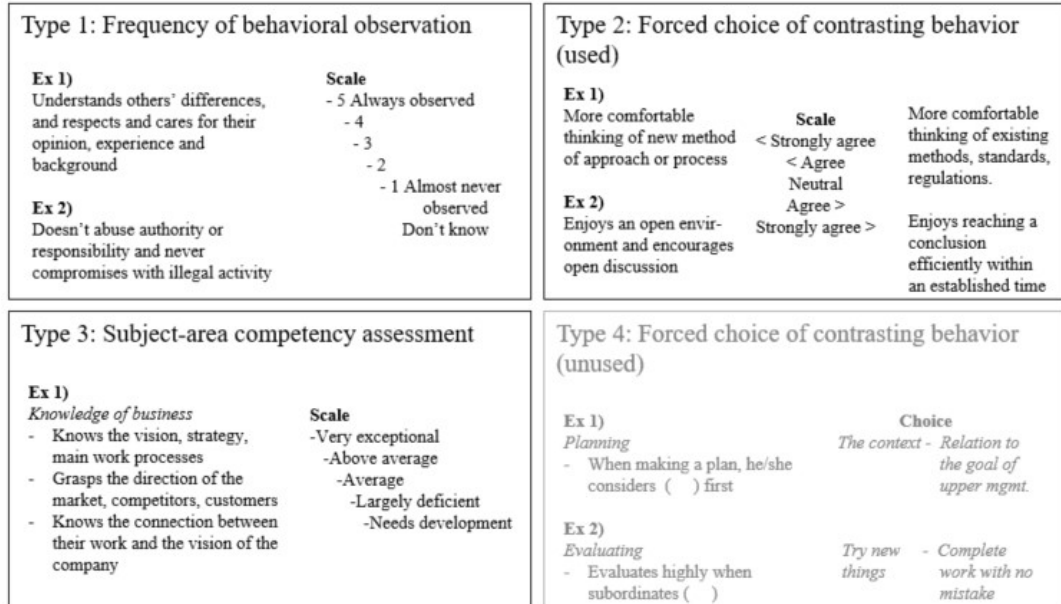 Type 1: Frequency of behavioral observation
Ex 1)
Understands others' differences,
and respects and cares for their
opinion, experience and
background
Ex 2)
Doesn't abuse authority or
responsibility and never
compromises with illegal activity
Scale
- 5 Always observed
- 4
- 3
- 2
- 1 Almost never
observed
Don't know
Type 2: Forced choice of contrasting behavior
(used)
Ex 1)
More comfortable
thinking of new method
of approach or process
Ex 2)
Enjoys an open envir-
onment and encourages
open discussion
Scale
< Strongly agree
< Agree
Neutral
Agree >
Strongly agree >
More comfortable
thinking of existing
methods, standards,
regulations.
Enjoys reaching a
conclusion
efficiently within
an established time
Type 3: Subject-area competency assessment
Ex 1)
Knowledge of business
- Knows the vision, strategy,
main work processes
- Grasps the direction of the
market, competitors, customers
- Knows the connection between
their work and the vision of the
company
Scale
-Very exceptional
-Above average
-Average
-Largely deficient
-Needs development
Type 4: Forced choice of contrasting behavior
(unused)
Ex 1)
Planning
- When making a plan, he/she
considers ( ) first
Choice
The context - Relation to
the goal of
upper mgmt.
Ex 2)
Evaluating
- Evaluates highly when
subordinates ( )
Try new - Complete
things work with no
mistake